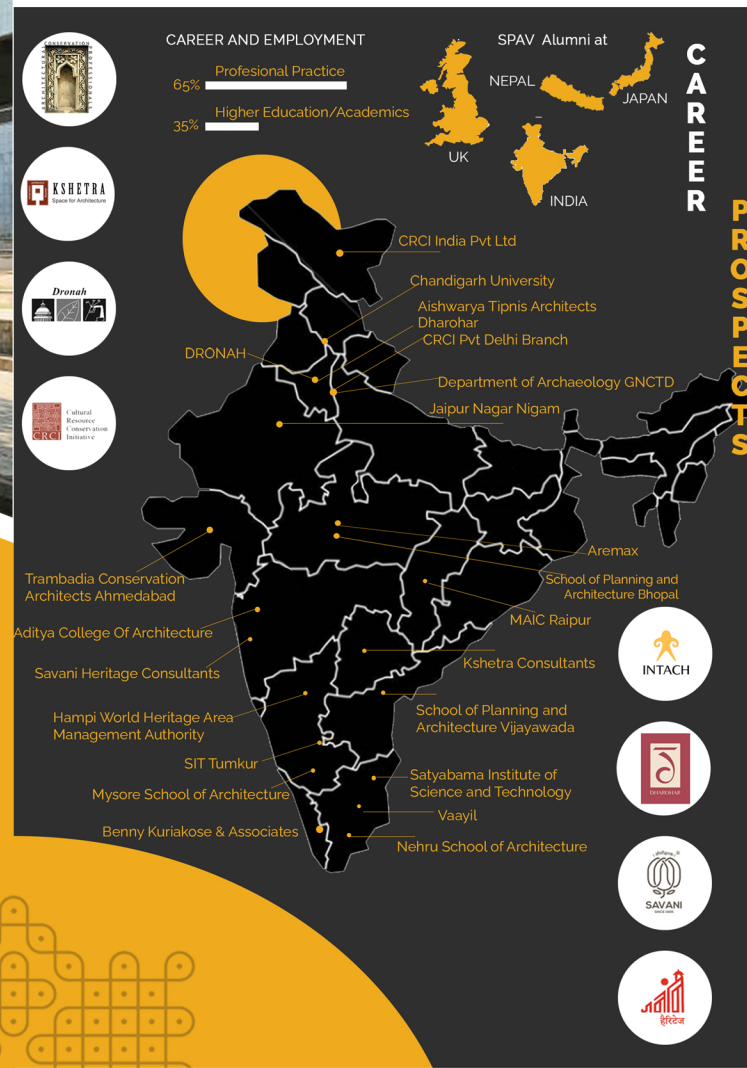 CAREER AND EMPLOYMENT
Profesional Practice
65%
Higher Education/Academics
35%
SPAV Alumni at
NEPAL
JAPAN
UK
INDIA
CAREER
PROSPECTS
KSHETRA
Space for Architecture
Dronah
CRCI
Cultural
Resource
Conservation
Initiative
CRCI India Pvt Ltd
Chandigarh University
Aishwarya Tipnis Architects
Dharohar
CRCI Pvt Delhi Branch
DRONAH
Department of Archaeology GNCTD
Jaipur Nagar Nigam
Aremax
Trambadia Conservation
Architects Ahmedabad
School of Planning and
Architecture Bhopal
MAIC Raipur
Aditya College Of Architecture
Kshetra Consultants
Savani Heritage Consultants
School of Planning and
Architecture Vijayawada
Hampi World Heritage Area
Management Authority
SIT Tumkur
Satyabama Institute of
Science and Technology
Mysore School of Architecture
Vaayil
Benny Kuriakose & Associates
Nehru School of Architecture
INTACH
DHAROHAR
SAVANI
SINCE 1965
हैरिटेज